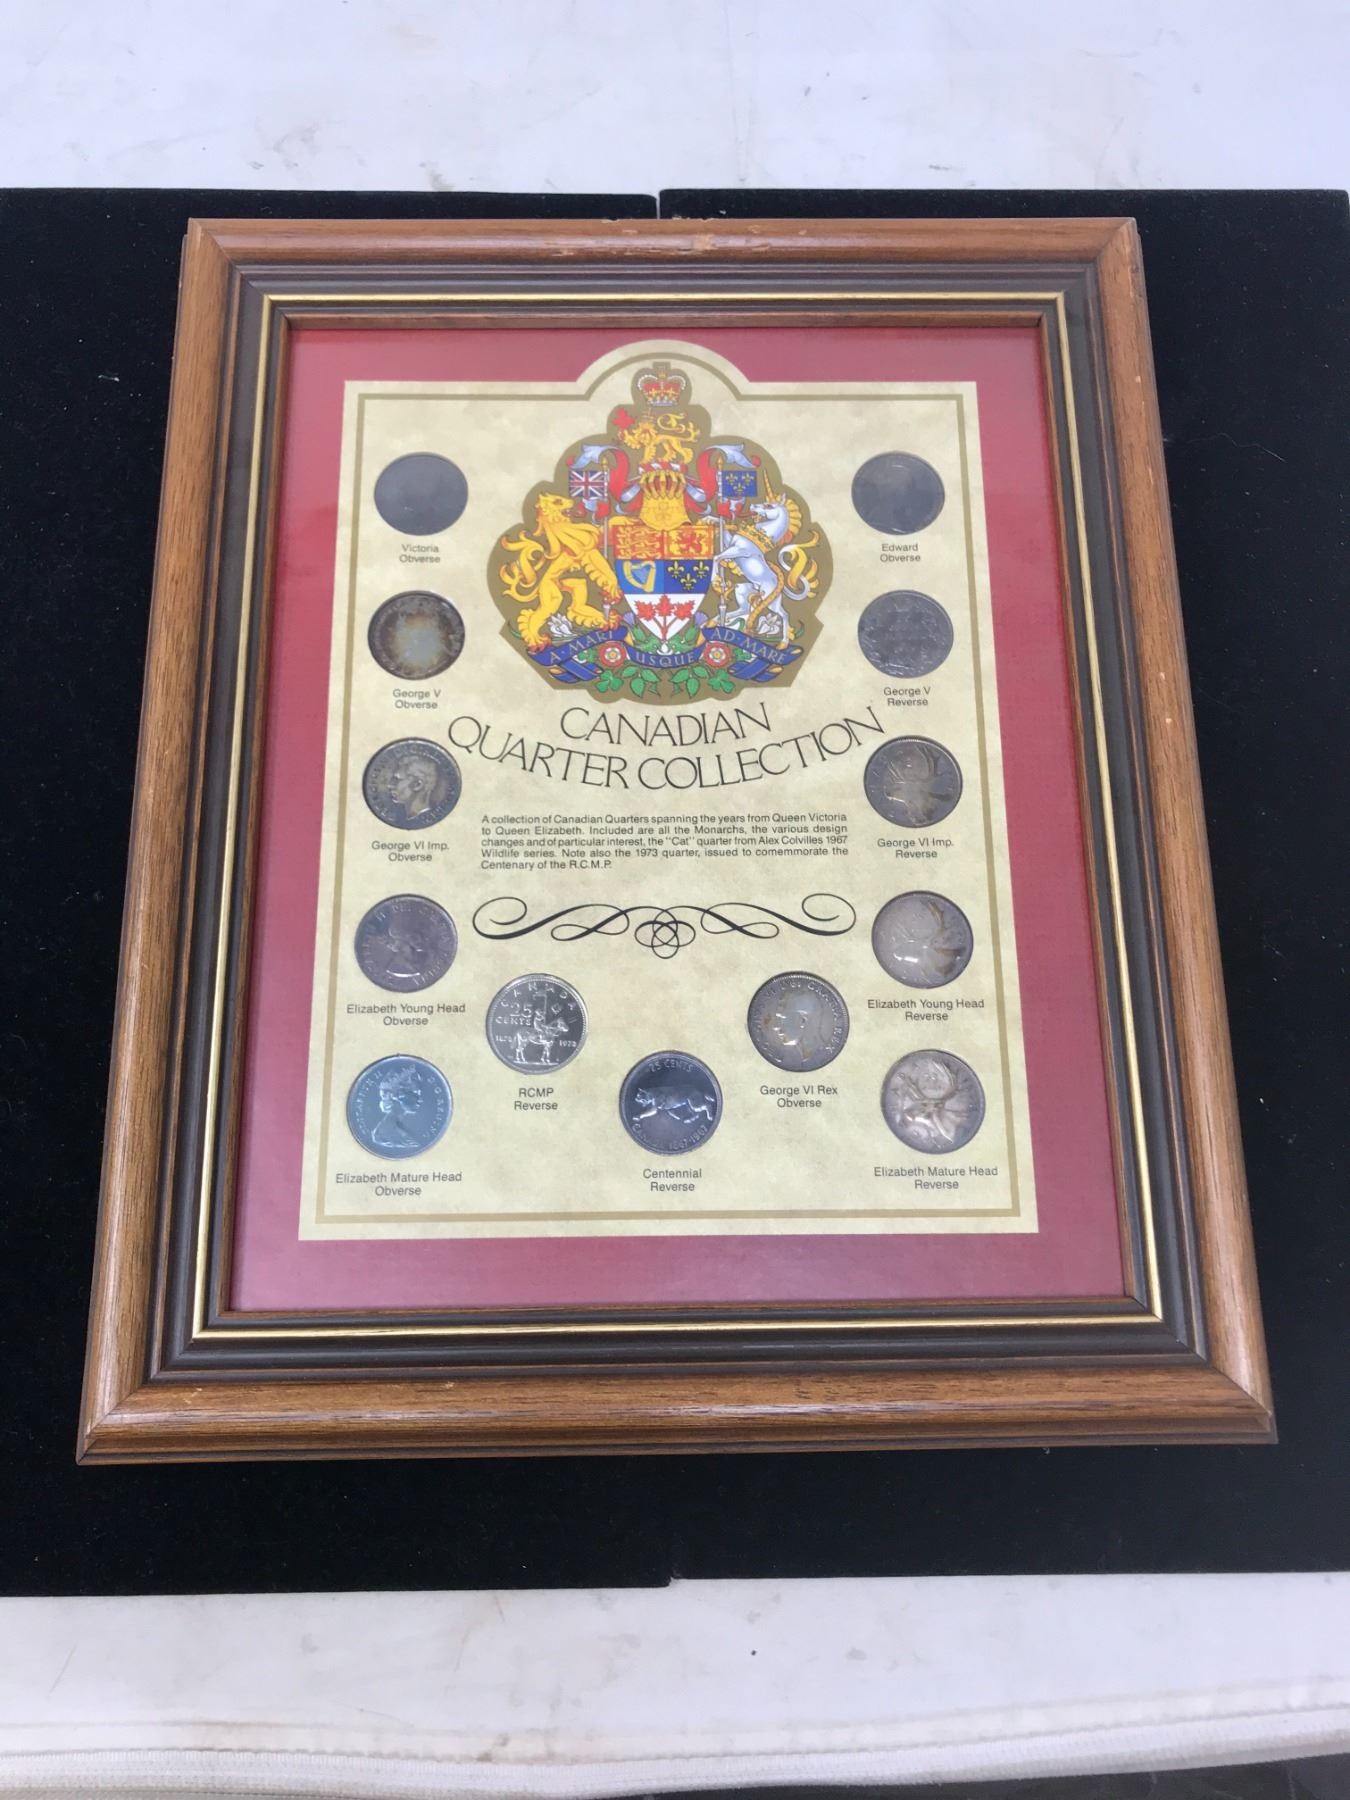 A·MARI USQUE AD·MARE
Victoria
Obverse
Edward
Obverse
George V
Obverse
George V
Reverse
CANADIAN
QUARTER COLLECTION
George VI Imp.
Obverse
George VI Imp.
Reverse
A collection of Canadian Quarters spanning the years from Queen Victoria
to Queen Elizabeth. Included are all the Monarchs, the various design
changes and of particular interest, the "Cat" quarter from Alex Colvilles 1967
Wildlife series. Note also the 1973 quarter, issued to commemorate the
Centenary of the R.C.M.P.
Elizabeth Young Head
Obverse
Elizabeth Young Head
Reverse
CANADA
25
CENTS
1873 1973
RCMP
Reverse
George VI Rex
Obverse
25 CENTS
CANADA 1867-1967
Centennial
Reverse
Elizabeth Mature Head
Obverse
Elizabeth Mature Head
Reverse